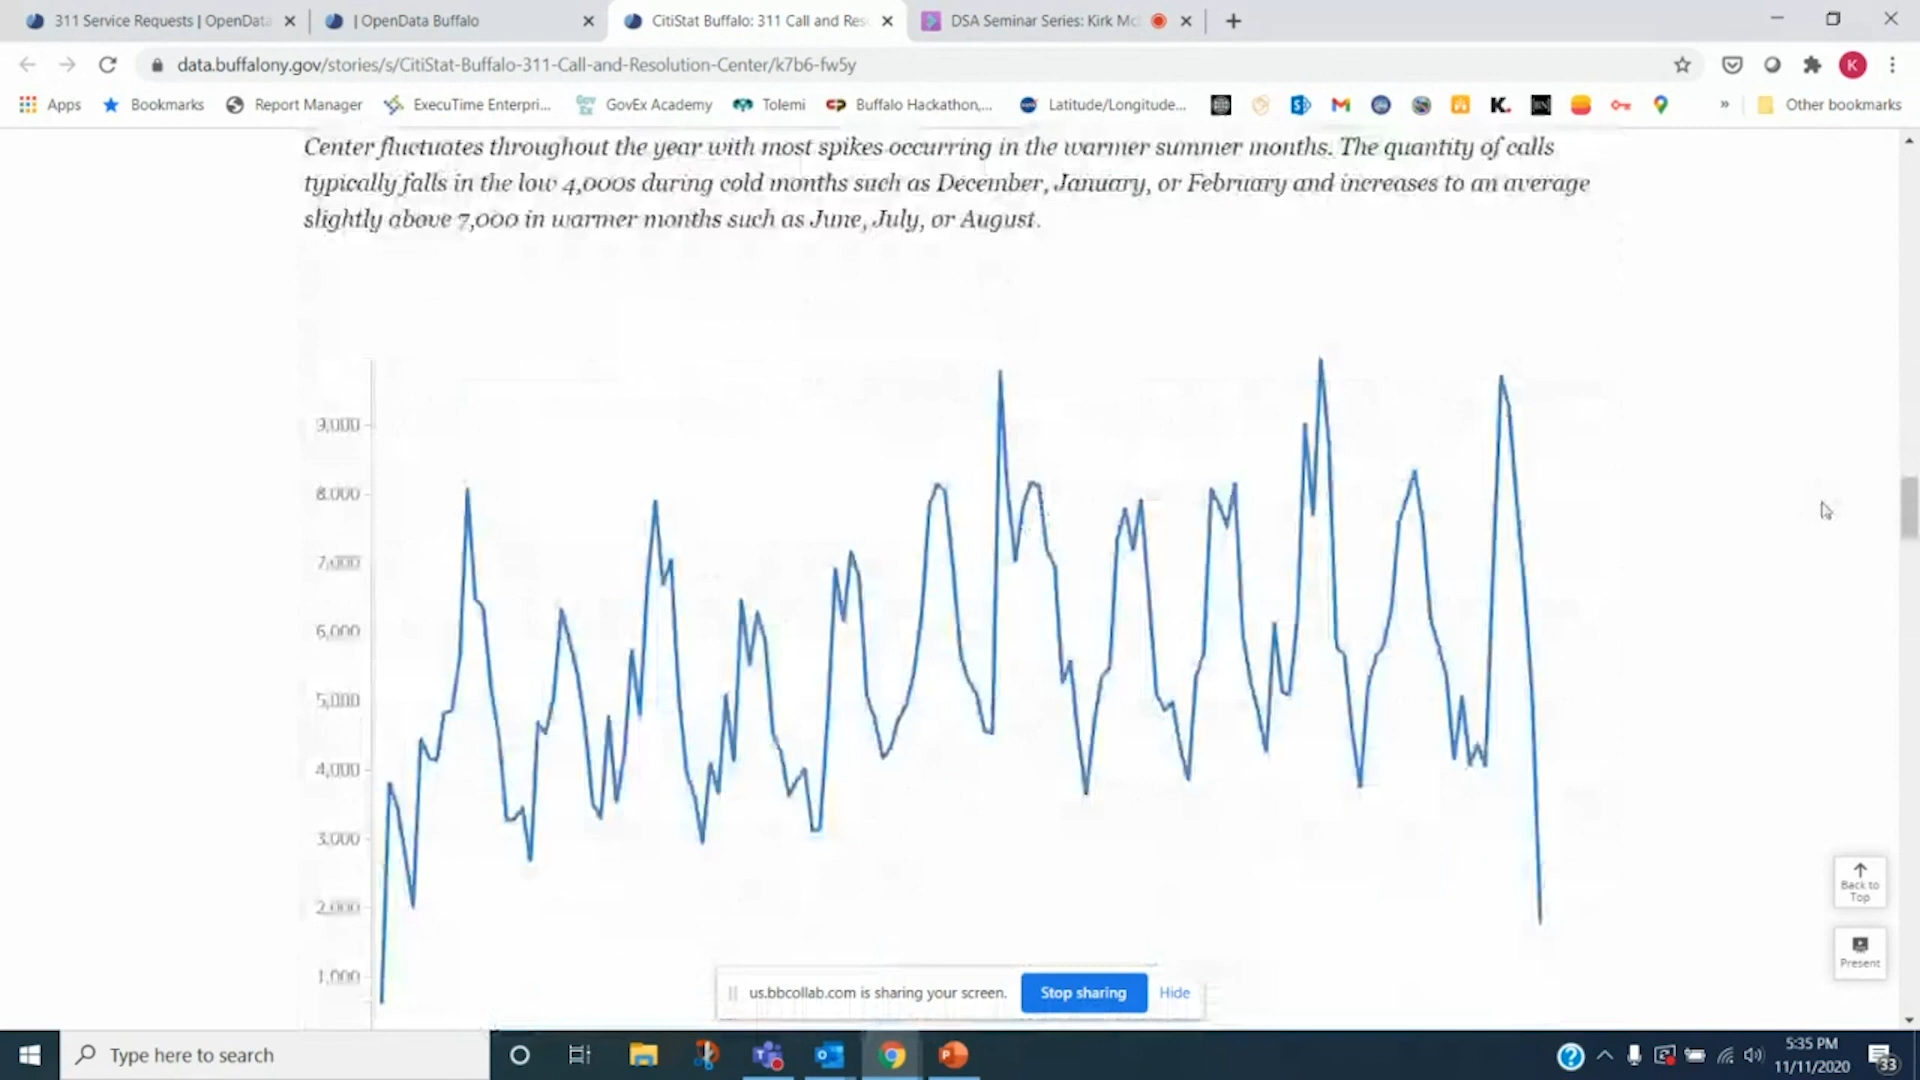 311 Service Requests | OpenData
| OpenData Buffalo
CitiStat Buffalo: 311 Call and Res
DSA Seminar Series: Kirk Mc
data.buffalony.gov/stories/s/CitiStat-Buffalo-311-Call-and-Resolution-Center/k7b6-fw5y
K
Apps
Bookmarks
Report Manager
ExecuTime Enterpri...
GovEx Academy
Tolemi
Buffalo Hackathon,...
Latitude/Longitude...
K.
»
Other bookmarks
Center fluctuates throughout the year with most spikes occurring in the warmer summer months. The quantity of calls
typically falls in the low 4,000s during cold months such as December, January, or February and increases to an average
slightly above 7,000 in warmer months such as June, July, or August.
9,000
8,000
7,000
6,000
5,000
4,000
3,000
2,000
1,000
Back to
Top
Present
us.bbcollab.com is sharing your screen.
Stop sharing
Hide
Type here to search
5:35 PM
11/11/2020
33